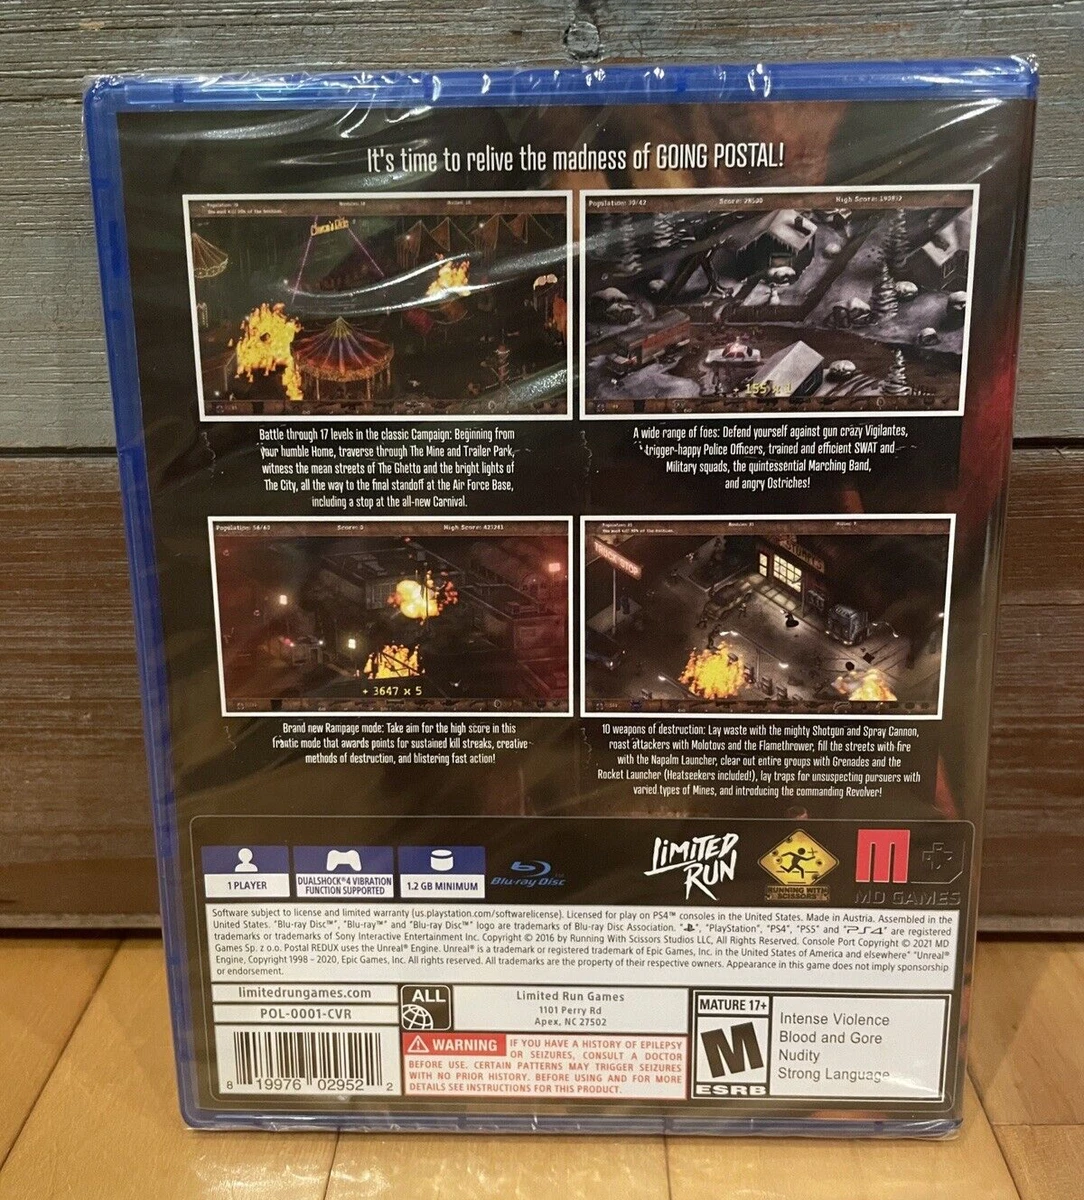 It's time to relive the madness of GOING POSTAL!
Chuco's Ride
Population: 30/42 Score: 28500
Battle through 17 levels in the classic Campaign: Beginning from
your humble Home, traverse through The Mine and Trailer Park,
witness the mean streets of The Ghetto and the bright lights of
The City, all the way to the final standoff at the Air Force Base,
including a stop at the all-new Carnival.
A wide range of foes: Defend yourself against gun crazy Vigilantes,
trigger-happy Police Officers, trained and efficient SWAT and
Military squads, the quintessential Marching Band,
and angry Ostriches!
Population: 56/63 Score: 0 High Score: 421241
+ 3647 x 5
TRUCK STOP
Brand new Rampage mode: Take aim for the high score in this
frantic mode that awards points for sustained kill streaks, creative
methods of destruction, and blistering fast action!
10 weapons of destruction: Lay waste with the mighty Shotgun and Spray Cannon,
roast attackers with Molotovs and the Flamethrower, fill the streets with fire
with the Napalm Launcher, clear out entire groups with Grenades and the
Rocket Launcher (Heatseekers included!), lay traps for unsuspecting pursuers with
varied types of Mines, and introducing the commanding Revolver!
1 PLAYER
DUALSHOCK®4 VIBRATION
FUNCTION SUPPORTED
1.2 GB MINIMUM
Blu-ray Disc
LIMITED
RUN
RUNNING WITH
SCISSORS
MD GAMES
Software subject to license and limited warranty (us.playstation.com/softwarelicense). Licensed for play on PS4™ consoles in the United States. Made in Austria. Assembled in the
United States. "Blu-ray Disc™", "Blu-ray™" and "Blu-ray Disc™" logo are trademarks of Blu-ray Disc Association. "PS", "PlayStation", "PS4", "PS5" and "PS4" are registered
trademarks or trademarks of Sony Interactive Entertainment Inc. Copyright © 2016 by Running With Scissors Studios LLC, All Rights Reserved. Console Port Copyright © 2021 MD
Games Sp. z o.o. Postal REDUX uses the Unreal® Engine. Unreal® is a trademark or registered trademark of Epic Games, Inc. in the United States of America and elsewhere" "Unreal®
Engine, Copyright 1998 – 2020, Epic Games, Inc. All rights reserved. All trademarks are the property of their respective owners. Appearance in this game does not imply sponsorship
or endorsement.
limitedrungames.com
POL-0001-CVR
8 19976 02952 2
ALL
Limited Run Games
1101 Perry Rd
Apex, NC 27502
WARNING IF YOU HAVE A HISTORY OF EPILEPSY
OR SEIZURES, CONSULT A DOCTOR
BEFORE USE. CERTAIN PATTERNS MAY TRIGGER SEIZURES
WITH NO PRIOR HISTORY. BEFORE USING AND FOR MORE
DETAILS SEE INSTRUCTIONS FOR THIS PRODUCT.
MATURE 17+
M
ESRB
Intense Violence
Blood and Gore
Nudity
Strong Language